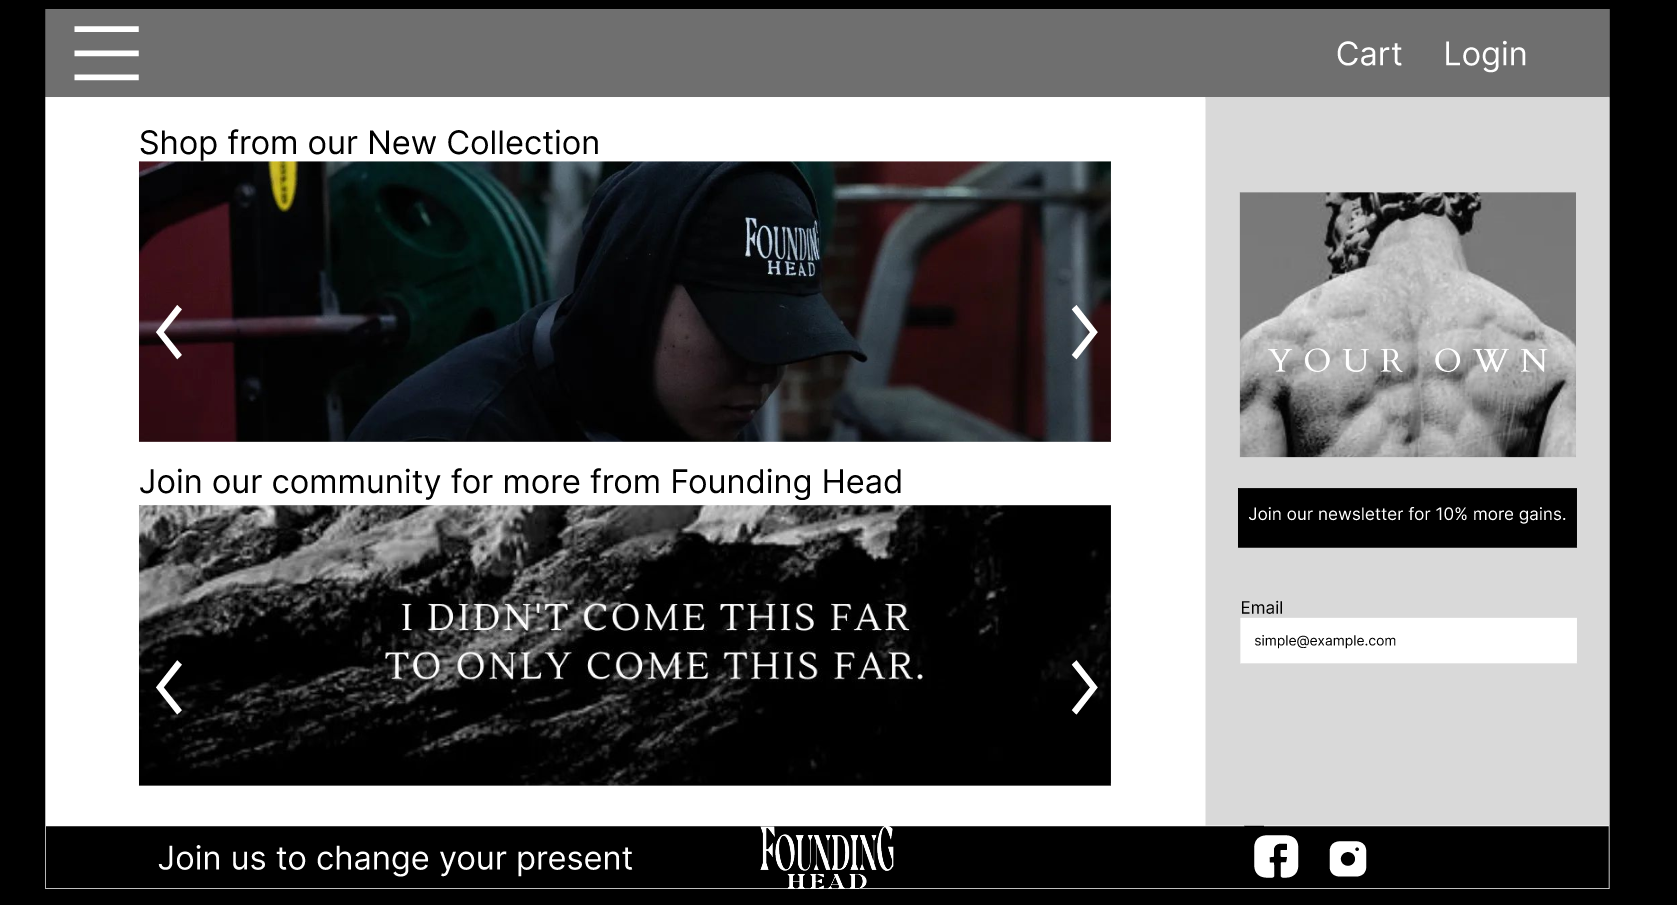 Cart Login
Shop from our New Collection
FOUNDING
HEAD
Join our community for more from Founding Head
I DIDN'T COME THIS FAR
TO ONLY COME THIS FAR.
YOUR OWN
Join our newsletter for 10% more gains.
Email
simple@example.com
Join us to change your present
FOUNDING
HEAD